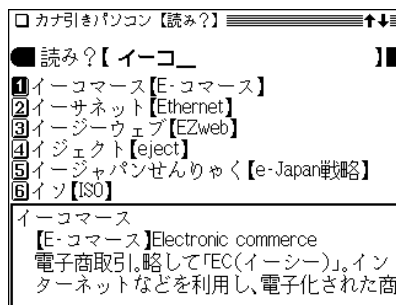 カナ引きパソコン【読み?】
読み?【 イーコ_ 】
1イーコマース【E-コマース】
2イーサネット【Ethernet】
3イージーウェブ【EZweb】
4イジェクト【eject】
5イージャパンせんりゃく【e-Japan戦略】
6イソ【ISO】
イーコマース
【E-コマース】Electronic commerce
電子商取引。略して「EC(イーシー)」。イン
ターネットなどを利用し、電子化された商